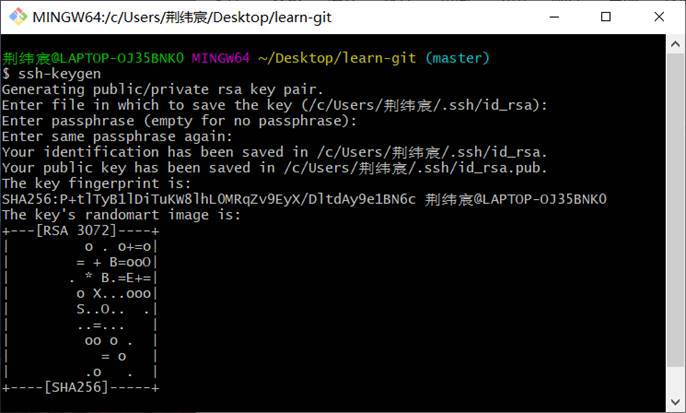 MINGW64:/c/Users/荆纬宸/Desktop/learn-git
荆纬宸@LAPTOP-OJ35BNKO MINGW64 ~/Desktop/learn-git (master)
$ ssh-keygen
Generating public/private rsa key pair.
Enter file in which to save the key (/c/Users/荆纬宸/.ssh/id_rsa):
Enter passphrase (empty for no passphrase):
Enter same passphrase again:
Your identification has been saved in /c/Users/荆纬宸/.ssh/id_rsa.
Your public key has been saved in /c/Users/荆纬宸/.ssh/id_rsa.pub.
The key fingerprint is:
SHA256:P+tlTyB1lDiTuKW8lhLOMRqZv9EyX/DltdAy9e1BN6c 荆纬宸@LAPTOP-OJ35BNKO
The key's randomart image is:
+---[RSA 3072]----+
|         o . o+=o|
|        = + B=ooO|
|       . * B.=E+=|
|        o X...ooo|
|        S..O..  .|
|        ..=...   |
|         oo o .  |
|           = o   |
|         .o   .  |
+----[SHA256]-----+